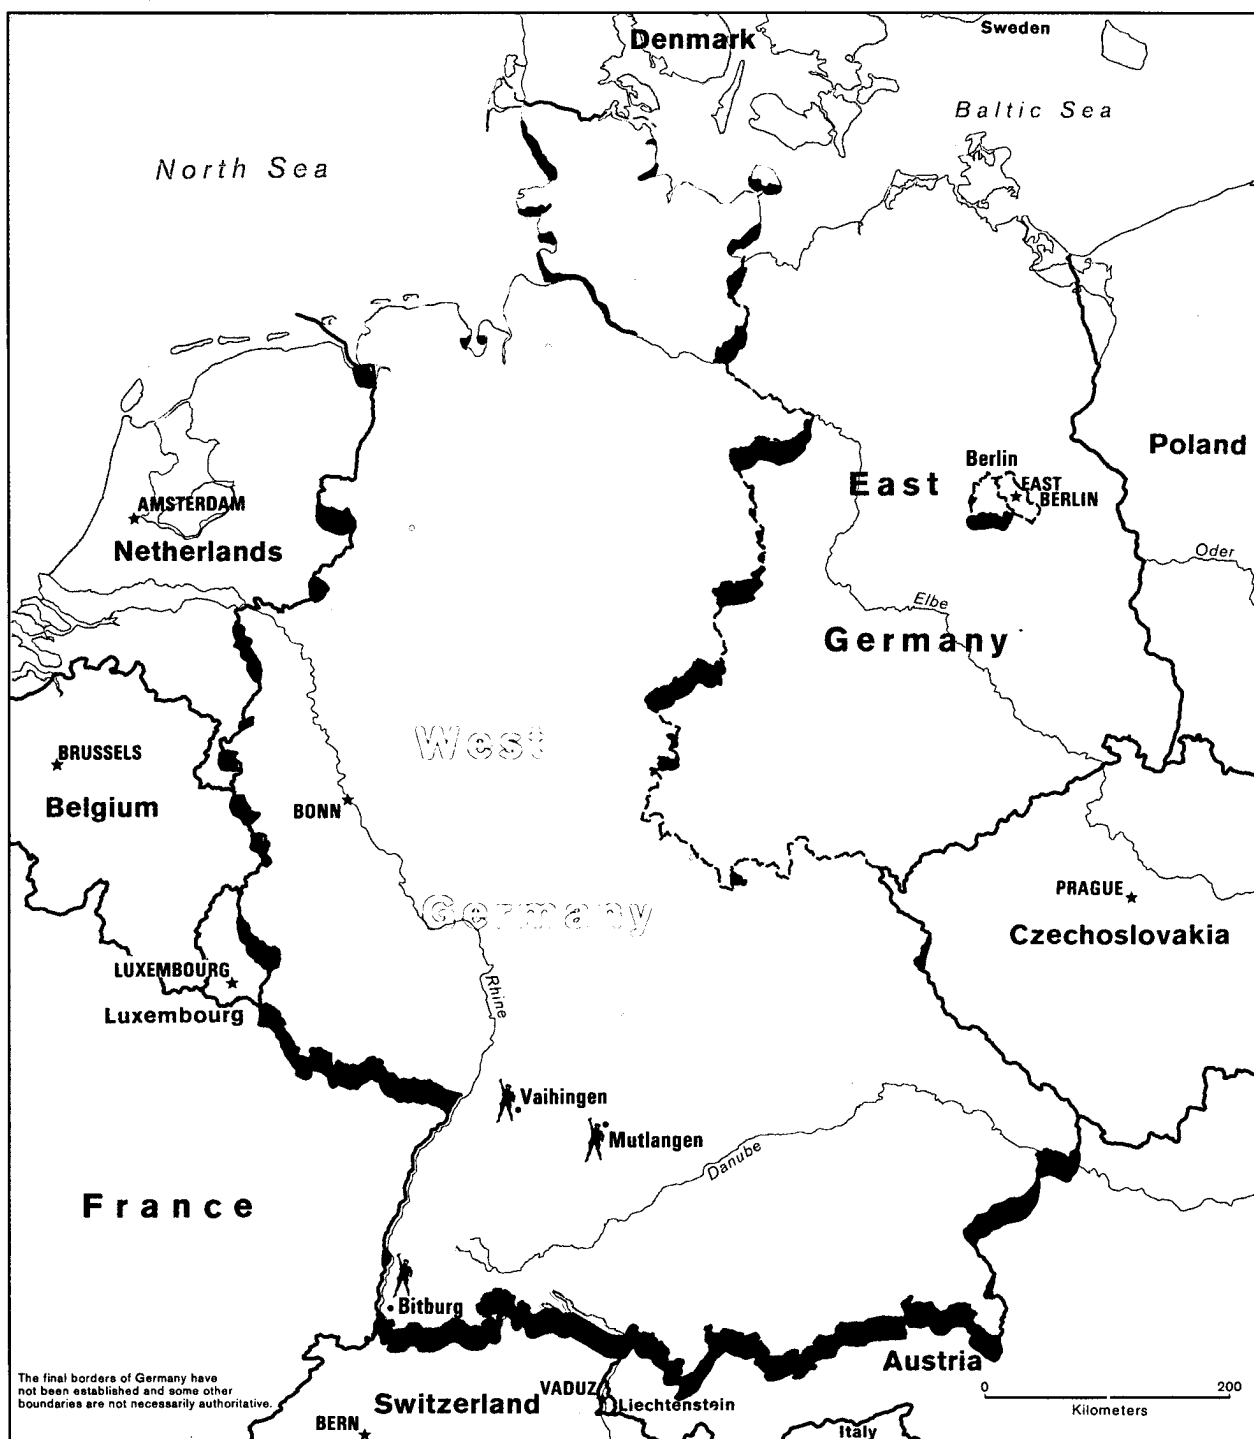 Sweden
Denmark
Baltic Sea
North Sea
Poland
Berlin
East
EAST
BERLIN
AMSTERDAM
Netherlands
Oder
Elbe
Germany
West
BRUSSELS
Belgium
BONN
PRAGUE
Germany
Czechoslovakia
LUXEMBOURG
Rhine
Luxembourg
Vaihingen
Mutlangen
Danube
France
Bitburg
Austria
The final borders of Germany have
not been established and some other
boundaries are not necessarily authoritative.
VADUZ
Switzerland
Liechtenstein
0 200
Kilometers
BERN
Italy